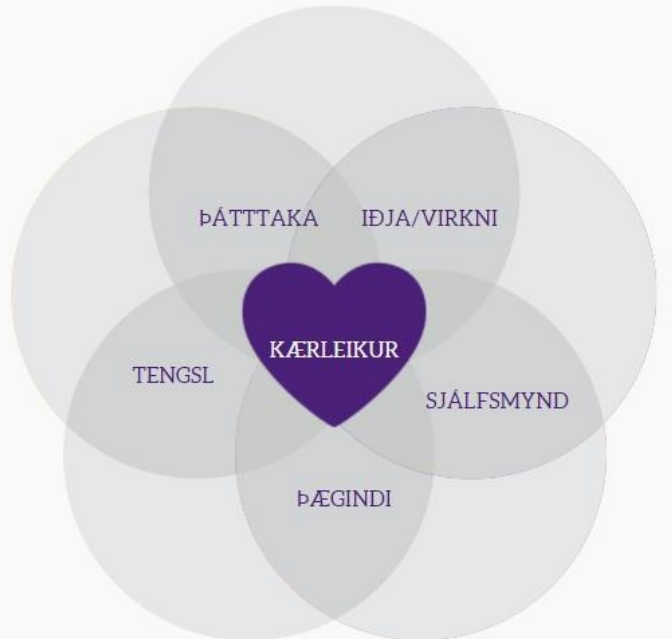 ÞÁTTTAKA
IÐJA/VIRKNI
KÆRLEIKUR
TENGSL
SJÁLFSMYND
ÞÆGINDI